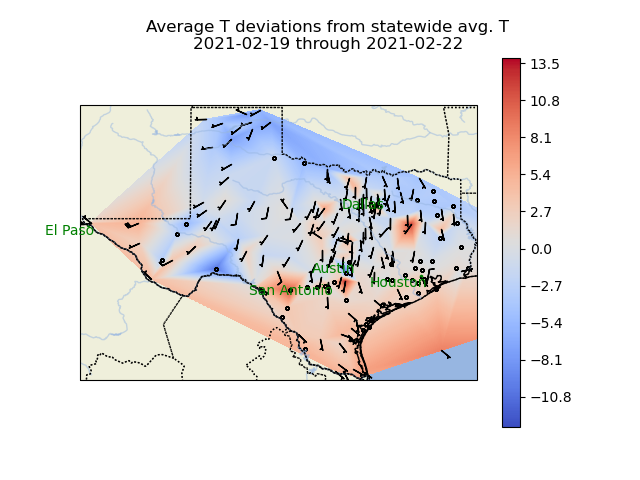 Average T deviations from statewide avg. T
2021-02-19 through 2021-02-22
13.5
10.8
8.1
5.4
2.7
0.0
−2.7
−5.4
−8.1
−10.8
Dallas
El Paso
Austin
San Antonio
Houston